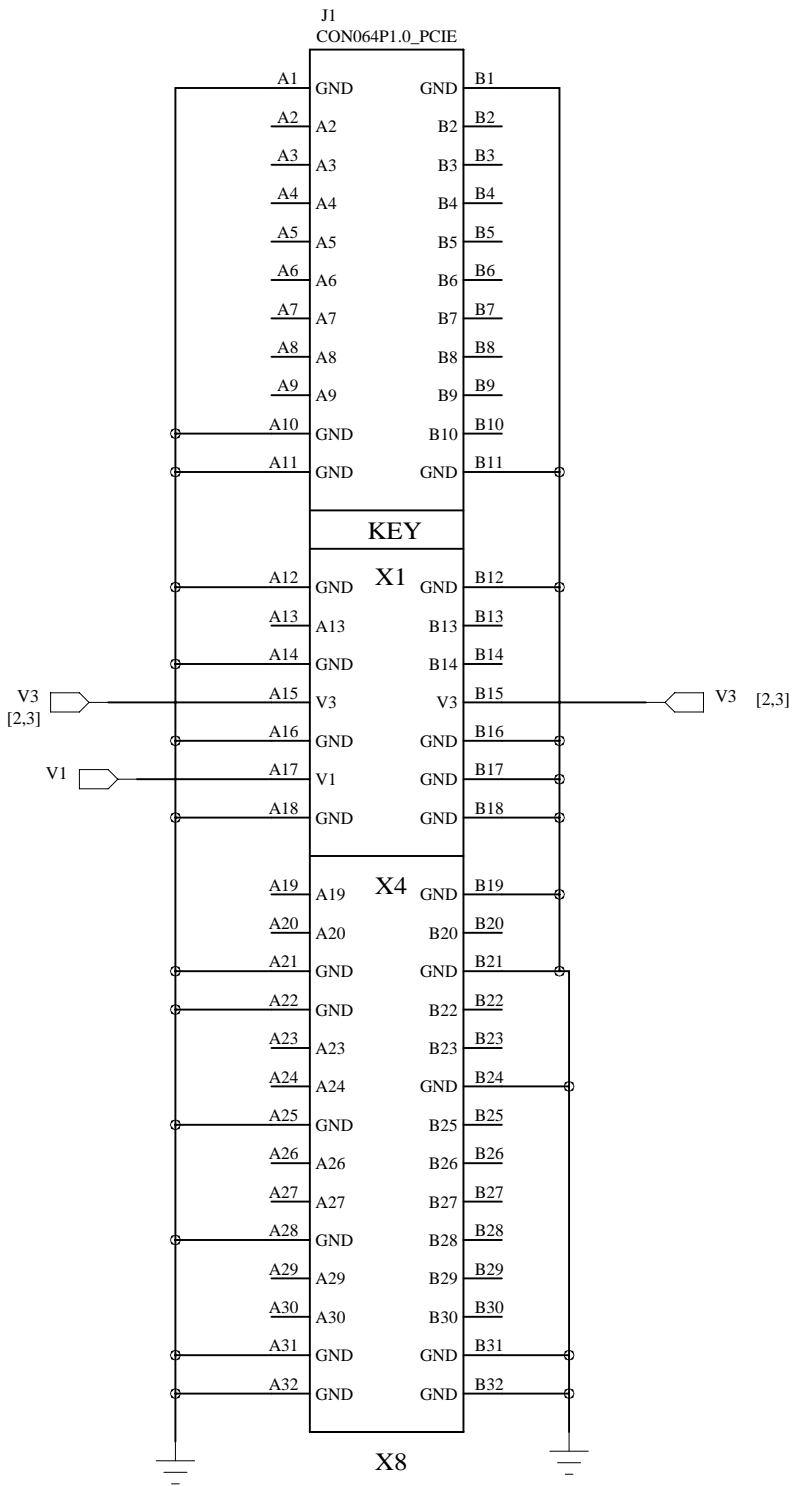 J1
CON064P1.0_PCIE
A1 GND GND B1
A2 A2 B2 B2
A3 A3 B3 B3
A4 A4 B4 B4
A5 A5 B5 B5
A6 A6 B6 B6
A7 A7 B7 B7
A8 A8 B8 B8
A9 A9 B9 B9
A10 GND B10 B10
A11 GND GND B11
KEY
X1
A12 GND GND B12
A13 A13 B13 B13
A14 GND B14 B14
V3 A15 V3 V3 B15 V3 [2,3]
[2,3]
A16 GND GND B16
V1 A17 V1 GND B17
A18 GND GND B18
X4
A19 A19 GND B19
A20 A20 B20 B20
A21 GND GND B21
A22 GND B22 B22
A23 A23 B23 B23
A24 A24 GND B24
A25 GND B25 B25
A26 A26 B26 B26
A27 A27 B27 B27
A28 GND B28 B28
A29 A29 B29 B29
A30 A30 B30 B30
A31 GND GND B31
A32 GND GND B32
X8